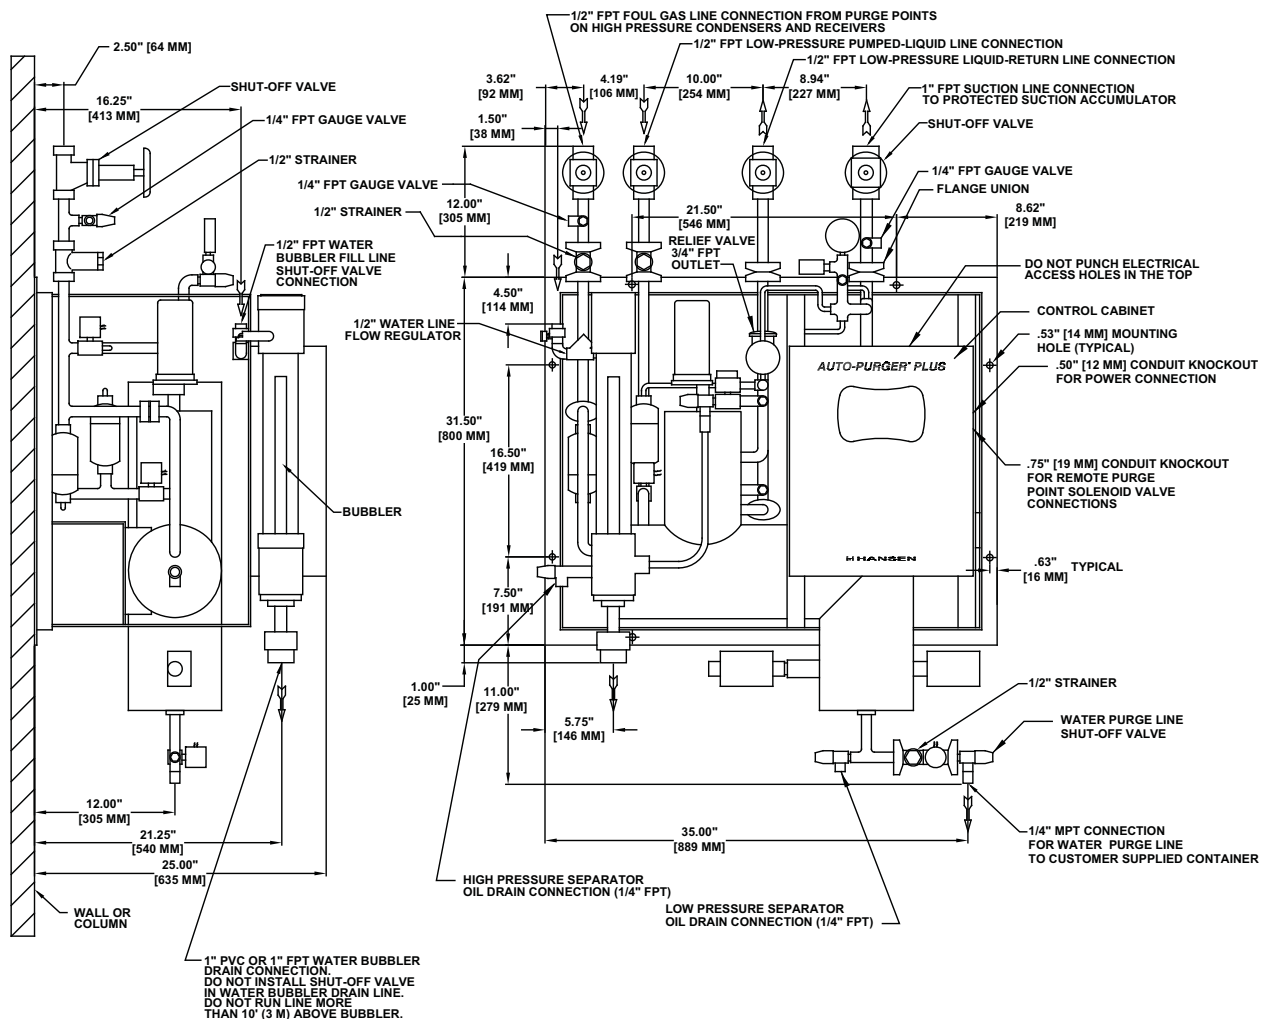 1/2" FPT FOUL GAS LINE CONNECTION FROM PURGE POINTS
ON HIGH PRESSURE CONDENSERS AND RECEIVERS
1/2" FPT LOW-PRESSURE PUMPED-LIQUID LINE CONNECTION
1/2" FPT LOW-PRESSURE LIQUID-RETURN LINE CONNECTION
2.50" [64 MM]
SHUT-OFF VALVE
16.25"
[413 MM]
1/4" FPT GAUGE VALVE
1/2" STRAINER
3.62"
[92 MM]
4.19"
[106 MM]
10.00"
[254 MM]
8.94"
[227 MM]
1" FPT SUCTION LINE CONNECTION
TO PROTECTED SUCTION ACCUMULATOR
1.50"
[38 MM]
SHUT-OFF VALVE
1/4" FPT GAUGE VALVE
FLANGE UNION
1/4" FPT GAUGE VALVE
12.00"
[305 MM]
1/2" STRAINER
21.50"
[546 MM]
8.62"
[219 MM]
1/2" FPT WATER
BUBBLER FILL LINE
SHUT-OFF VALVE
CONNECTION
RELIEF VALVE
3/4" FPT
OUTLET
DO NOT PUNCH ELECTRICAL
ACCESS HOLES IN THE TOP
4.50"
[114 MM]
CONTROL CABINET
1/2" WATER LINE
FLOW REGULATOR
.53" [14 MM] MOUNTING
HOLE (TYPICAL)
AUTO-PURGER® PLUS
.50" [12 MM] CONDUIT KNOCKOUT
FOR POWER CONNECTION
31.50"
[800 MM]
16.50"
[419 MM]
.75" [19 MM] CONDUIT KNOCKOUT
FOR REMOTE PURGE
POINT SOLENOID VALVE
CONNECTIONS
BUBBLER
HANSEN
.63"
[16 MM]
TYPICAL
7.50"
[191 MM]
1.00"
[25 MM]
11.00"
[279 MM]
1/2" STRAINER
5.75"
[146 MM]
WATER PURGE LINE
SHUT-OFF VALVE
12.00"
[305 MM]
21.25"
[540 MM]
25.00"
[635 MM]
35.00"
[889 MM]
1/4" MPT CONNECTION
FOR WATER PURGE LINE
TO CUSTOMER SUPPLIED CONTAINER
HIGH PRESSURE SEPARATOR
OIL DRAIN CONNECTION (1/4" FPT)
LOW PRESSURE SEPARATOR
OIL DRAIN CONNECTION (1/4" FPT)
WALL OR
COLUMN
1" PVC OR 1" FPT WATER BUBBLER
DRAIN CONNECTION.
DO NOT INSTALL SHUT-OFF VALVE
IN WATER BUBBLER DRAIN LINE.
DO NOT RUN LINE MORE
THAN 10' (3 M) ABOVE BUBBLER.